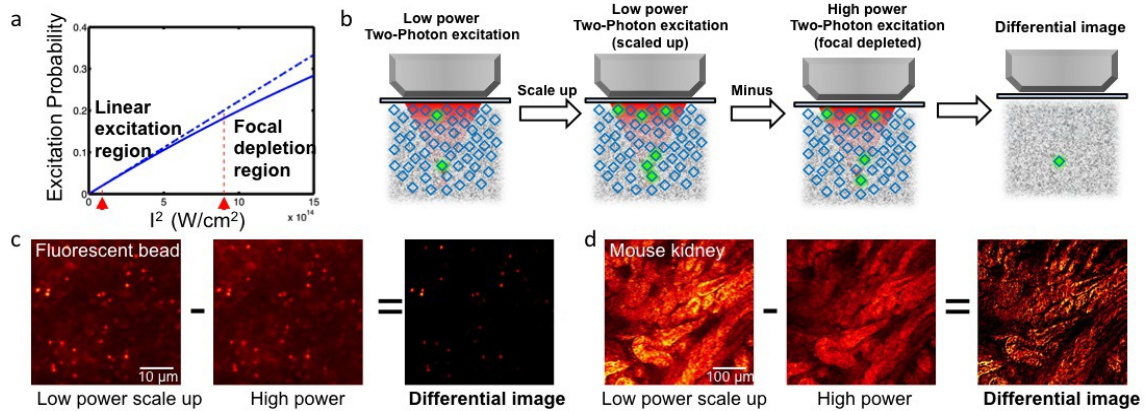 a
Excitation Probability
0.4
0.3
0.2
0.1
0
Linear
excitation
region
Focal
depletion
region
0
5
10
15
x 10¹⁴
I² (W/cm²)
b
Low power
Two-Photon excitation
Scale up
Low power
Two-Photon excitation
(scaled up)
Minus
High power
Two-Photon excitation
(focal depleted)
Differential image
c
Fluorescent bead
10 µm
Low power scale up
-
High power
=
Differential image
d
Mouse kidney
100 µm
Low power scale up
-
High power
=
Differential image